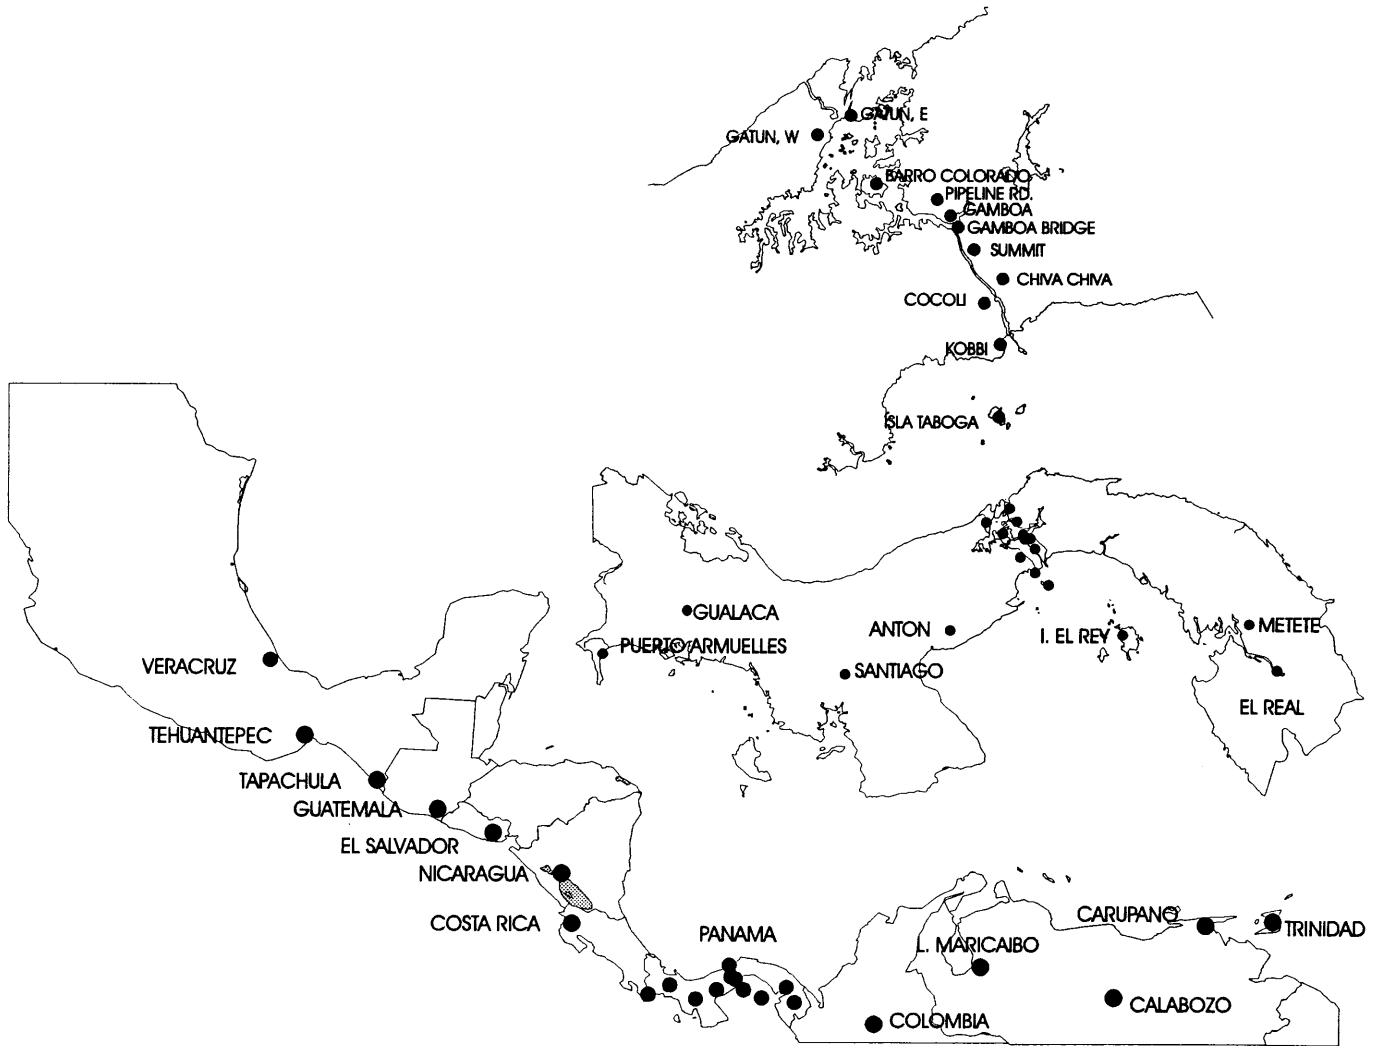 GATUN, E
GATUN, W
BARRO COLORADO
PIPELINE RD.
GAMBOA
GAMBOA BRIDGE
SUMMIT
CHIVA CHIVA
COCOLI
KOBBI
ISLA TABOGA
GUALACA
ANTON
METETE
I. EL REY
PUERTO ARMUELLES
VERACRUZ
SANTIAGO
EL REAL
TEHUANTEPEC
TAPACHULA
GUATEMALA
EL SALVADOR
NICARAGUA
CARUPANO
COSTA RICA
TRINIDAD
PANAMA
L. MARICAIBO
CALABOZO
COLOMBIA